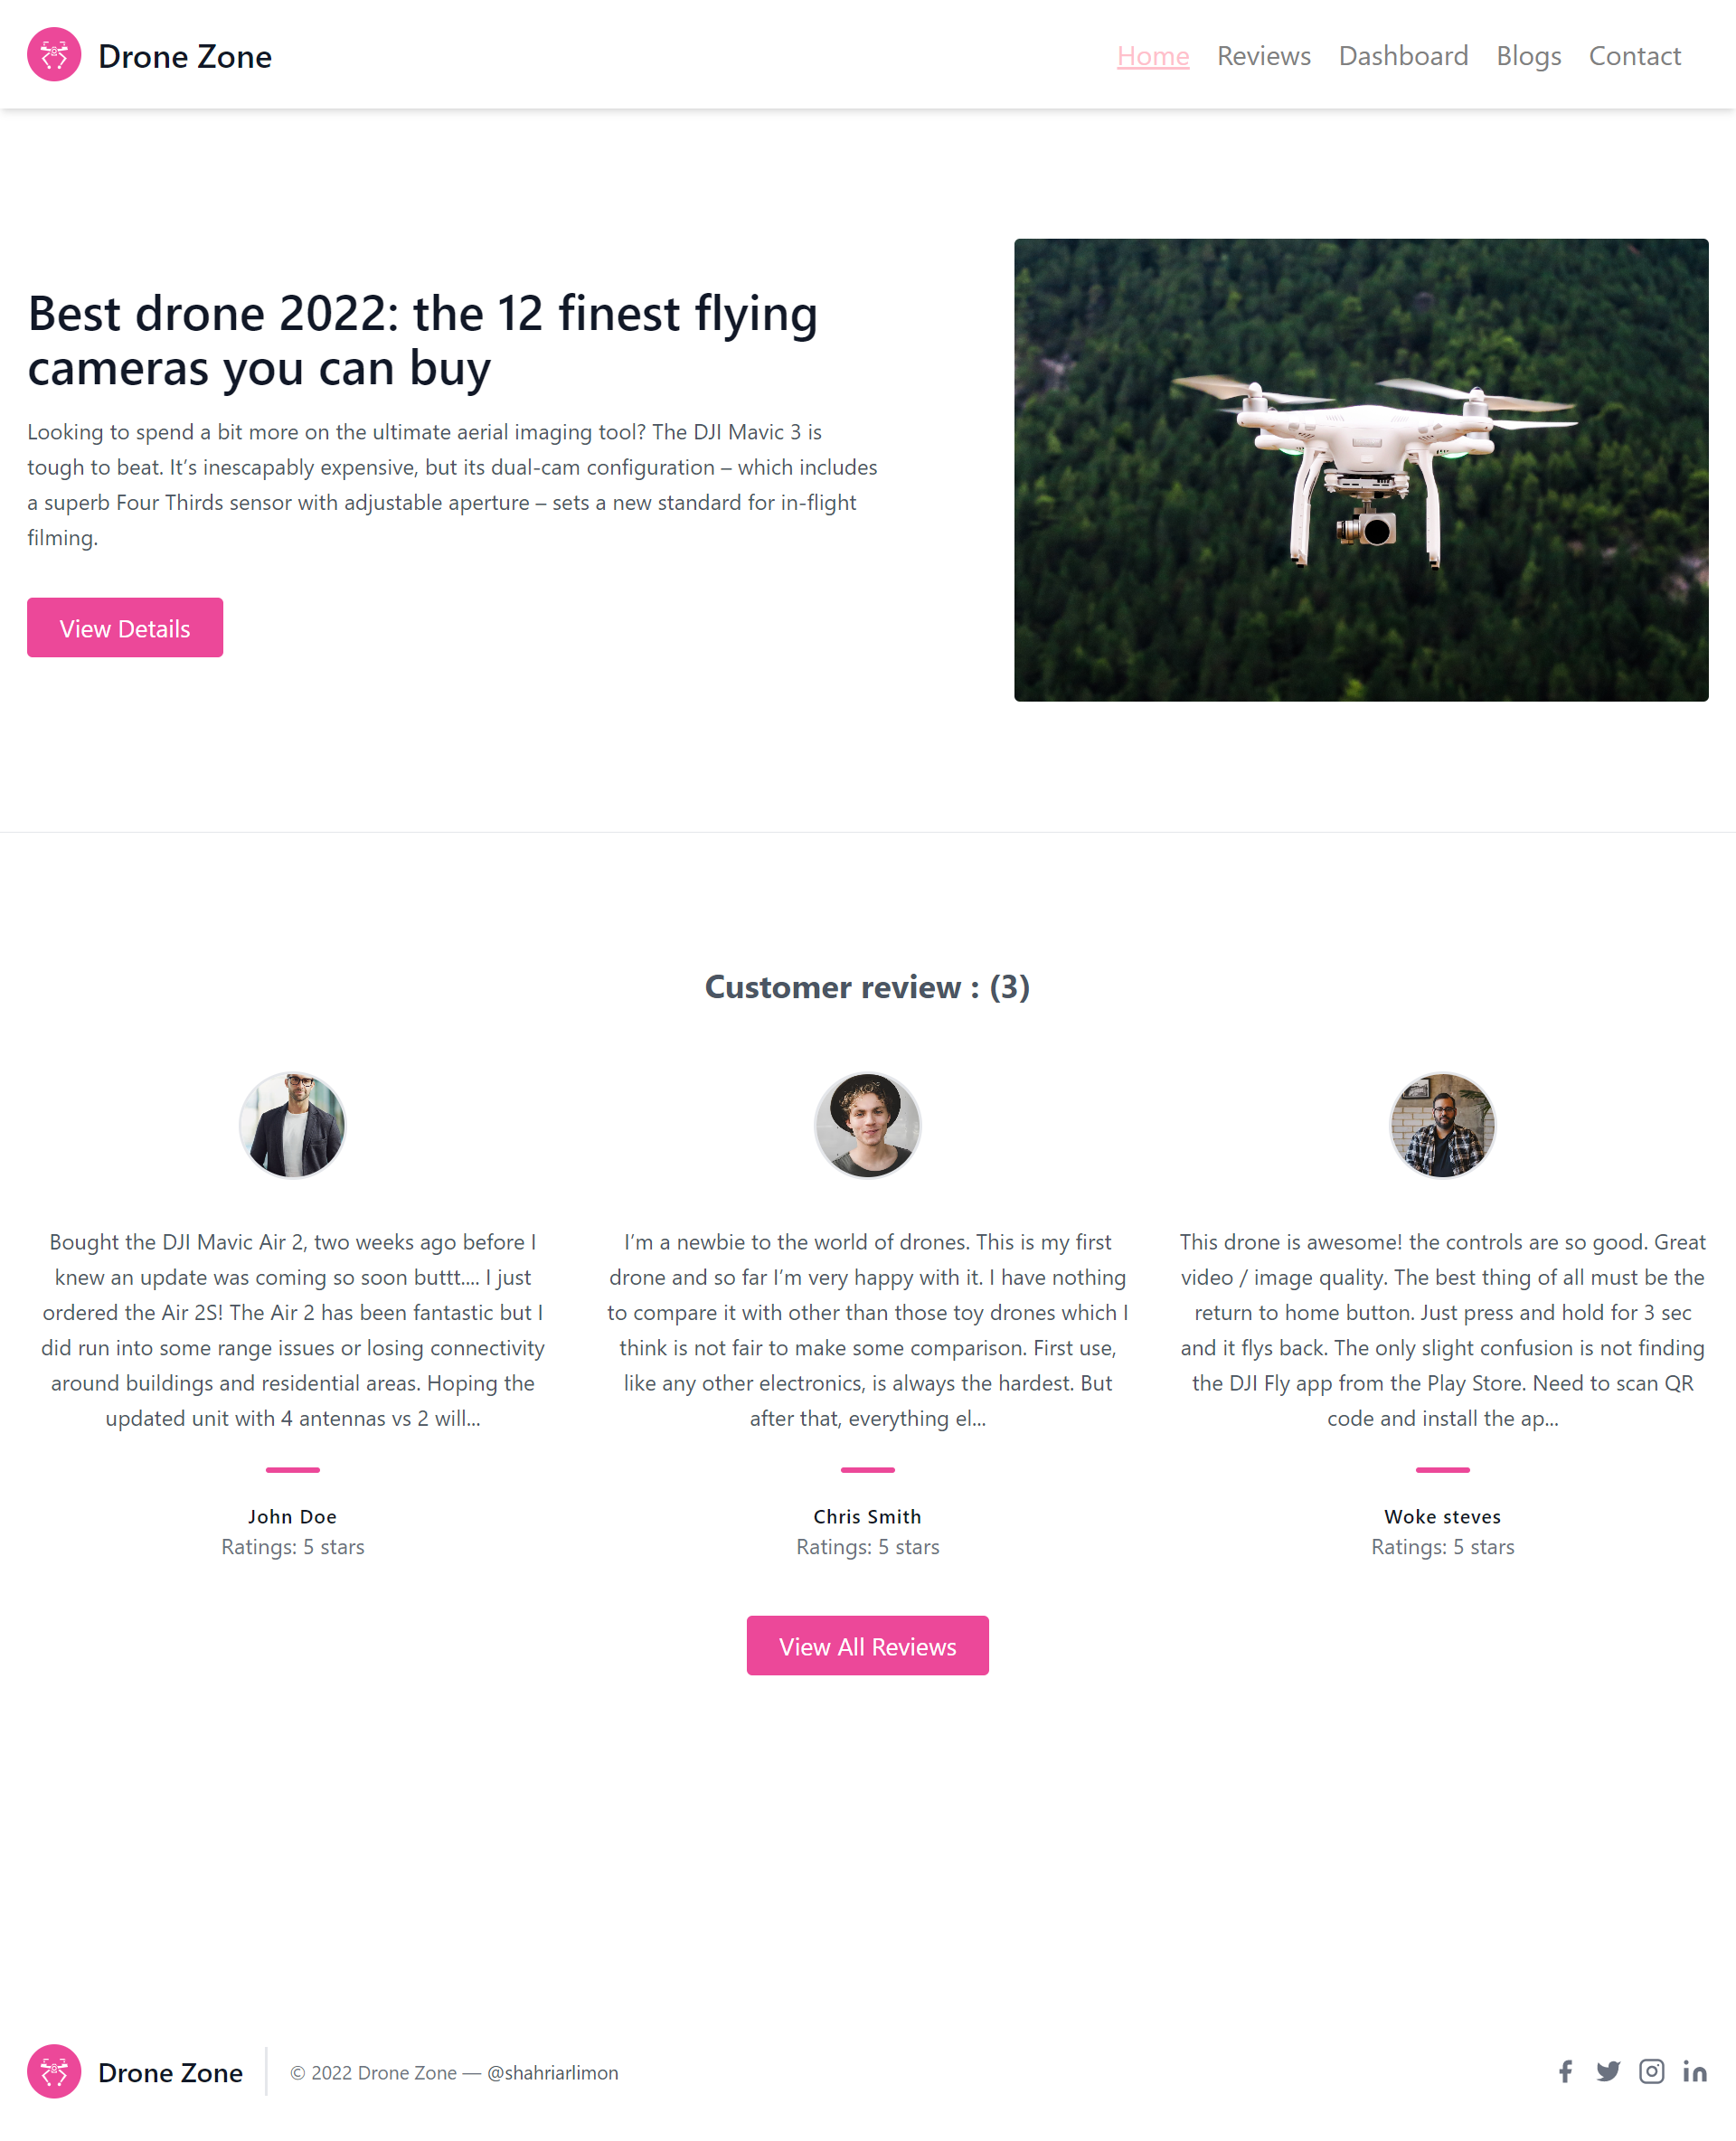 Drone Zone
Home Reviews Dashboard Blogs Contact
Best drone 2022: the 12 finest flying
cameras you can buy
Looking to spend a bit more on the ultimate aerial imaging tool? The DJI Mavic 3 is
tough to beat. It’s inescapably expensive, but its dual-cam configuration – which includes
a superb Four Thirds sensor with adjustable aperture – sets a new standard for in-flight
filming.
View Details
Customer review : (3)
Bought the DJI Mavic Air 2, two weeks ago before I
knew an update was coming so soon buttt.... I just
ordered the Air 2S! The Air 2 has been fantastic but I
did run into some range issues or losing connectivity
around buildings and residential areas. Hoping the
updated unit with 4 antennas vs 2 will...
John Doe
Ratings: 5 stars
I’m a newbie to the world of drones. This is my first
drone and so far I’m very happy with it. I have nothing
to compare it with other than those toy drones which I
think is not fair to make some comparison. First use,
like any other electronics, is always the hardest. But
after that, everything el...
Chris Smith
Ratings: 5 stars
This drone is awesome! the controls are so good. Great
video / image quality. The best thing of all must be the
return to home button. Just press and hold for 3 sec
and it flys back. The only slight confusion is not finding
the DJI Fly app from the Play Store. Need to scan QR
code and install the ap...
Woke steves
Ratings: 5 stars
View All Reviews
Drone Zone
© 2022 Drone Zone — @shahriarlimon